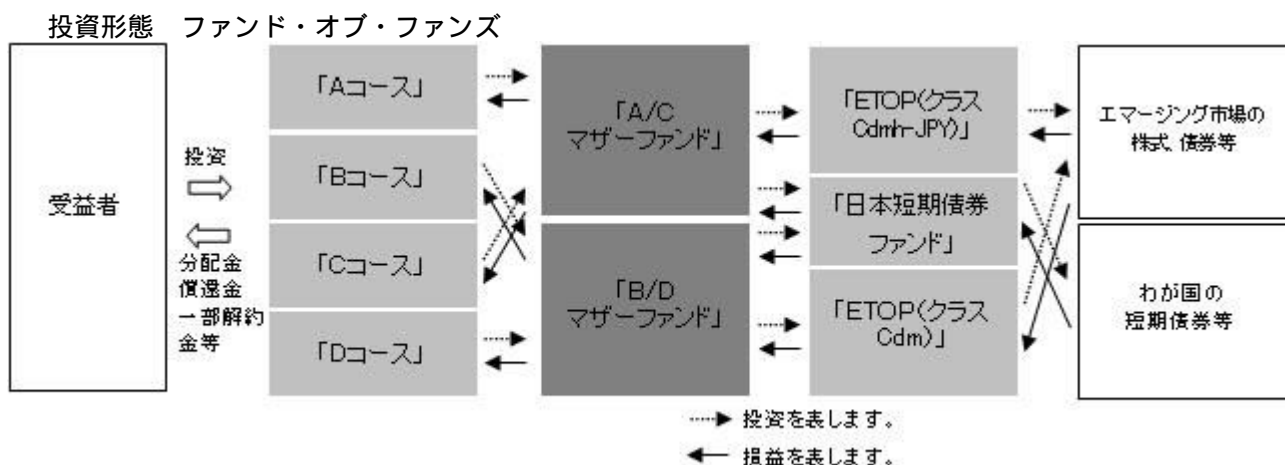 投資形態 ファンド・オブ・ファンズ
受益者
投資
分配金
償還金
一部解約
金等
「Aコース」
「Bコース」
「Cコース」
「Dコース」
「A/C
マザーファンド」
「B/D
マザーファンド」
「ETOP(クラス
Cdmh-JPY)」
「日本短期債券
ファンド」
「ETOP(クラス
Cdm)」
エマージング市場の
株式、債券等
わが国の
短期債券等
投資を表します。
損益を表します。